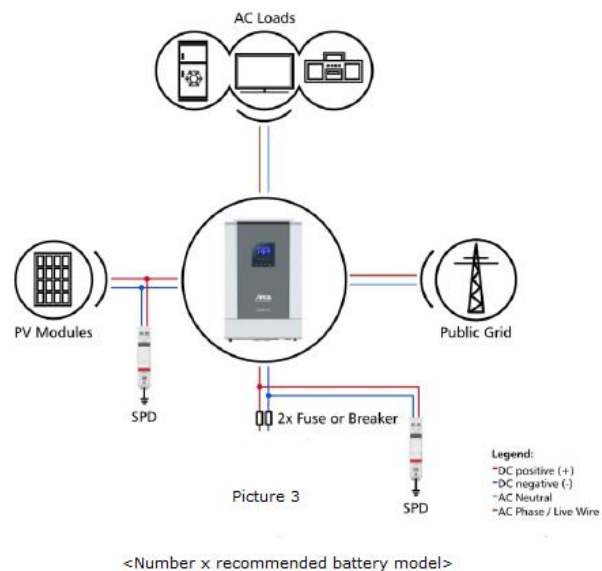 AC Loads
PV Modules
Public Grid
SPD
2x Fuse or Breaker
Legend:
DC positive (+)
DC negative (-)
AC Neutral
AC Phase / Live Wire
Picture 3
SPD
<Number x recommended battery model>